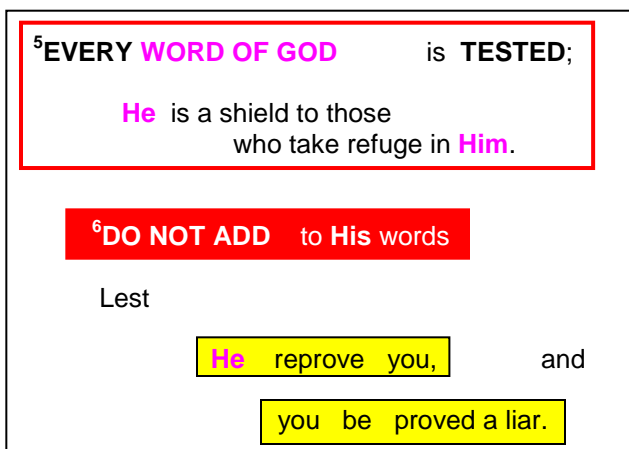 ⁵EVERY WORD OF GOD is TESTED;
He is a shield to those
who take refuge in Him.
⁶DO NOT ADD to His words
Lest
He reprove you, and
you be proved a liar.